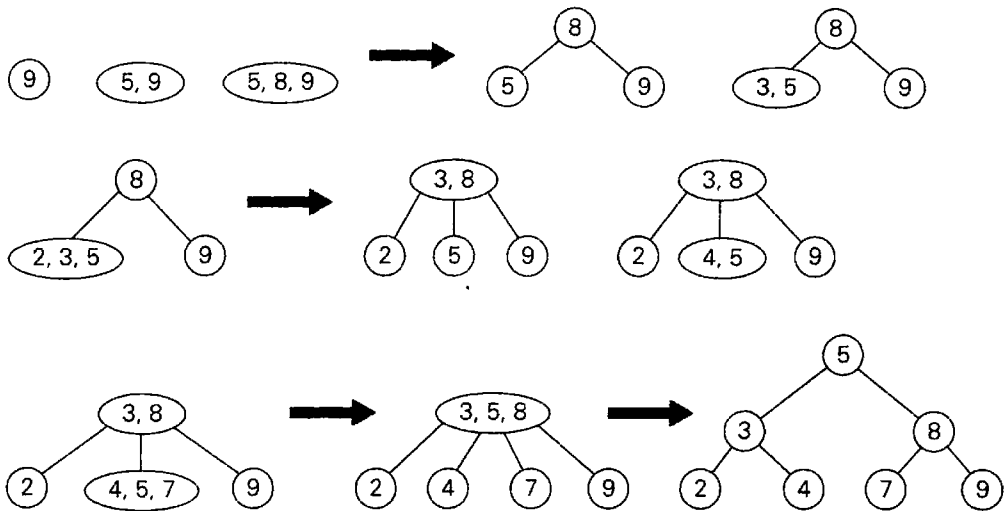 8 8
9 5, 9 5, 8, 9 5 9 3, 5 9
8 3, 8 3, 8
2, 3, 5 9 2 5 9 2 4, 5 9
5
3, 8 3, 5, 8 3 8
2 4, 5, 7 9 2 4 7 9 2 4 7 9